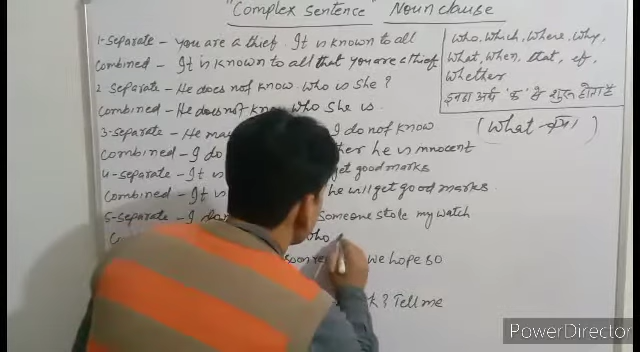 "Complex Sentence" Noun clause
1-separate - you are a thief. It is known to all
combined - It is known to all that you are a thief
2 separate - He does not know. Who is she?
combined - He does not know who she is.
3-separate - He may I do not know
combined - I do he is innocent
4-separate - It is get good marks
combined - It is he will get good marks
5-separate - I someone stole my watch
who
soon we hope so
? Tell me
who, which, where, why,
what, when, that, if,
whether
इनका अर्थ "क" से शुरू होता है
(what - क्या)
PowerDirector